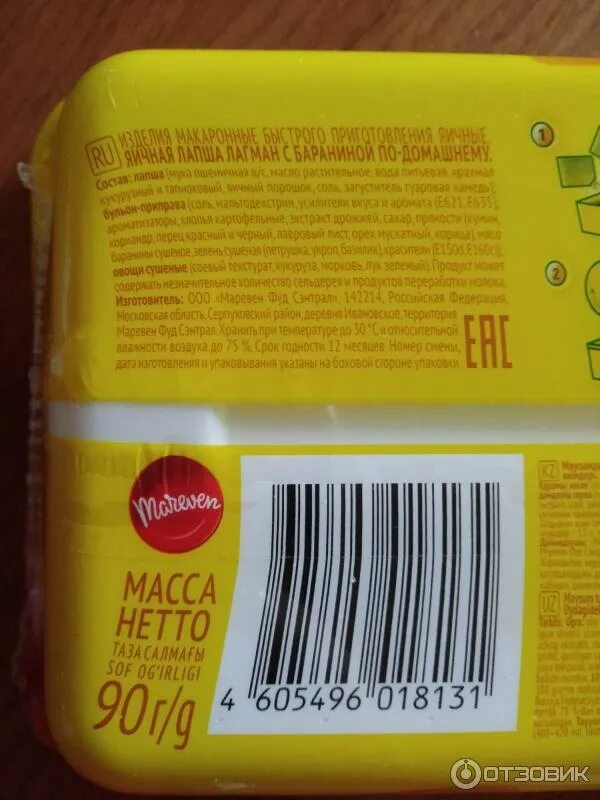 RU
ИЗДЕЛИЯ МАКАРОННЫЕ БЫСТРОГО ПРИГОТОВЛЕНИЯ ЯИЧНЫЕ.
ЯИЧНАЯ ЛАПША ЛАГМАН С БАРАНИНОЙ ПО-ДОМАШНЕМУ.
Состав: лапша (мука пшеничная в/с, масло растительное, вода питьевая, крахмал
кукурузный и тапиоковый, яичный порошок, соль, загуститель гуаровая камедь);
бульон-приправа (соль, мальтодекстрин, усилители вкуса и аромата (Е621, Е635),
ароматизаторы, хлопья картофельные, экстракт дрожжей, сахар, пряности (кумин,
кориандр, перец красный и черный, лавровый лист, орех мускатный, корица) мясо
баранины сушеное, зелень сушеная (петрушка, укроп, базилик), красители (Е150d, Е160c));
овощи сушеные (соевый текстурат, кукуруза, морковь, лук зеленый). Продукт может
содержать незначительное количество сельдерея и продуктов переработки молока.
Изготовитель: ООО «Маревен Фуд Сэнтрал»: 142214, Российская Федерация,
Московская область, Серпуховский район, деревня Ивановское, территория
Маревен Фуд Сэнтрал. Хранить при температуре до 30 °С и относительной
влажности воздуха до 75 %. Срок годности 12 месяцев. Номер смены,
дата изготовления и упаковывания указаны на боковой стороне упаковки.
EAC
1
2
Mareven
МАССА
НЕТТО
ТАЗА САЛМАҒЫ
SOF OG'IRLIGI
90г/g
4 605496 018131
KZ
UZ
Maysam
Tarkibi: Ugra:
ОТЗОВИК